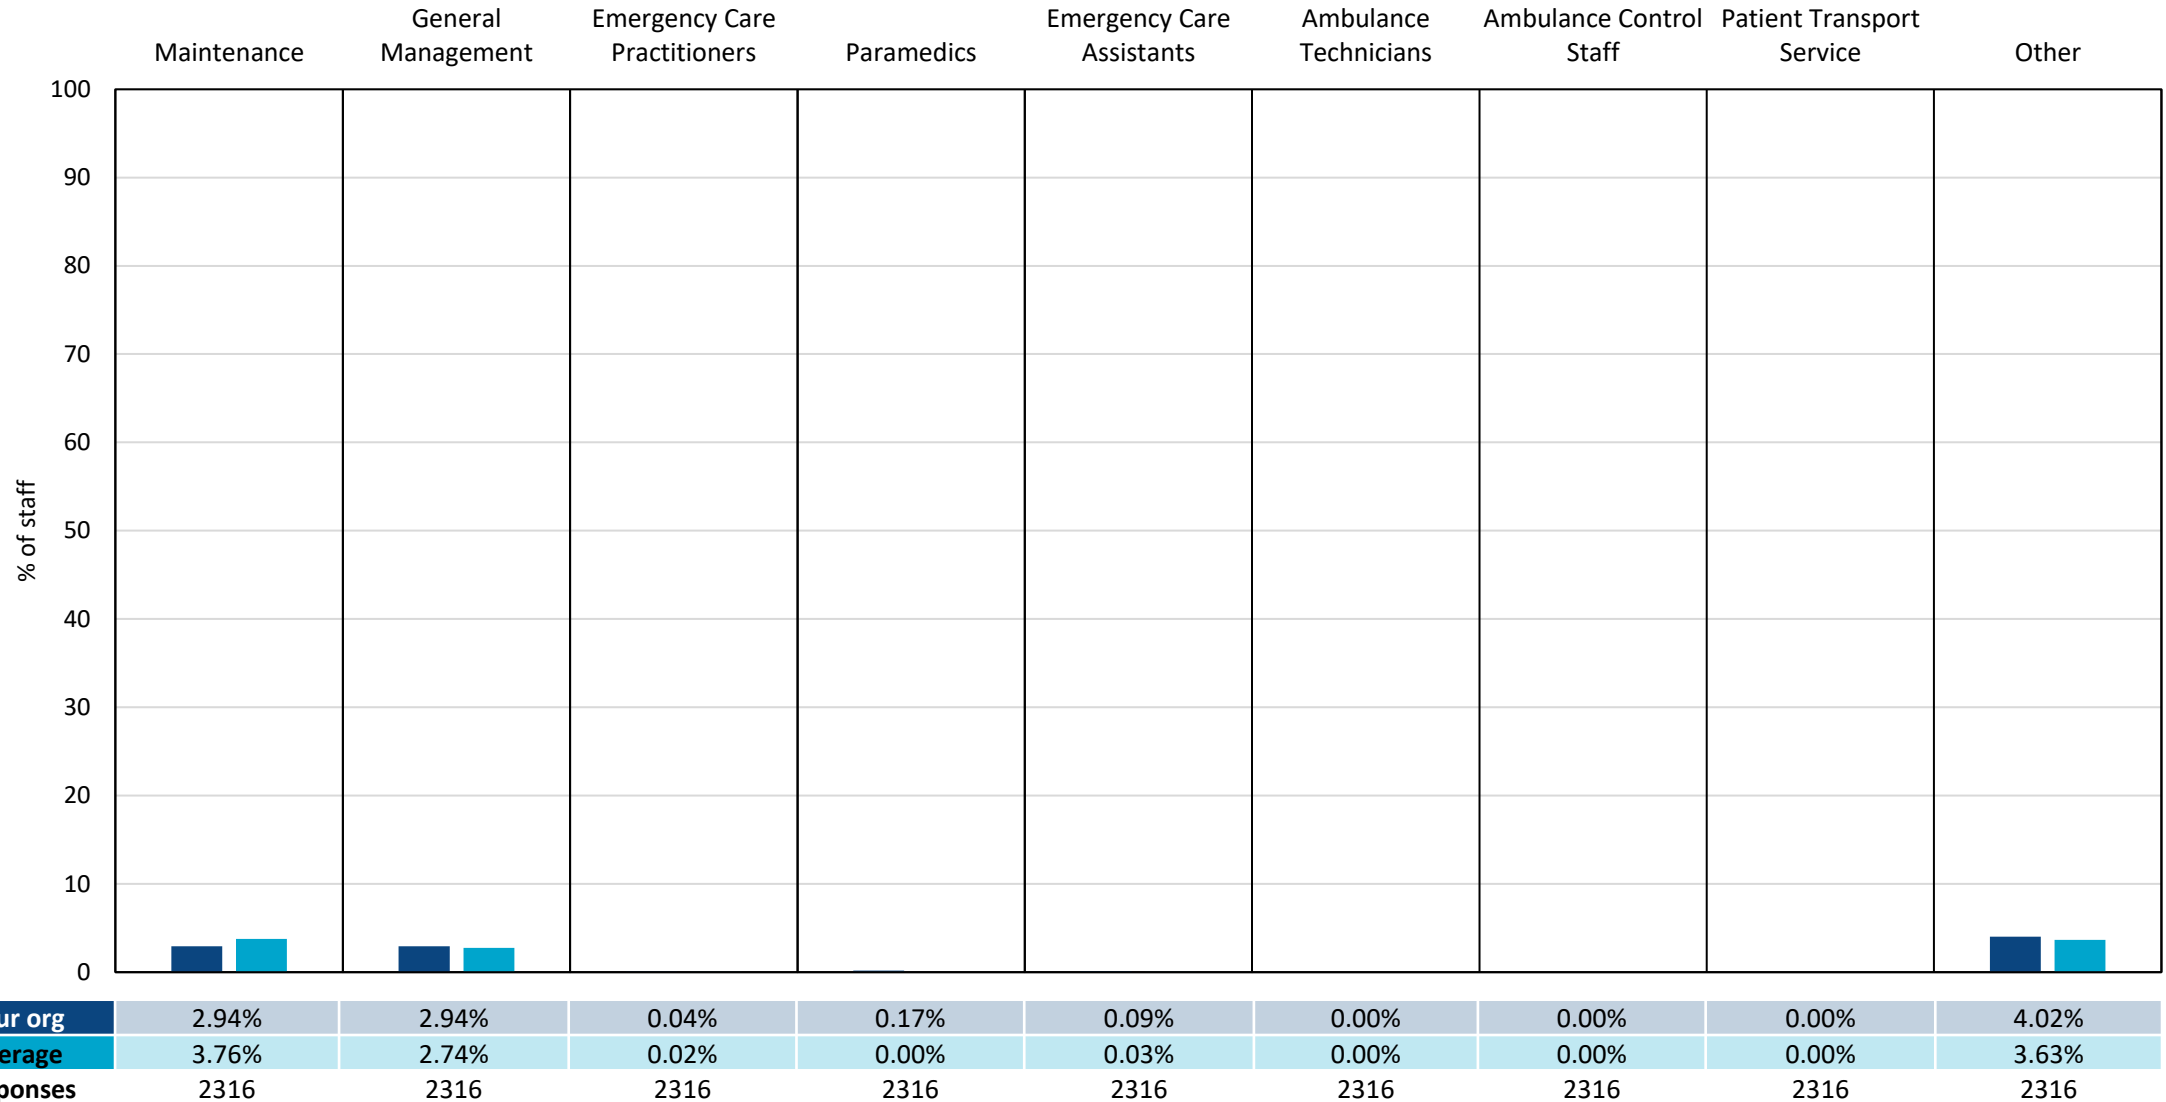 Maintenance
General
Management
Emergency Care
Practitioners
Paramedics
Emergency Care
Assistants
Ambulance
Technicians
Ambulance Control
Staff
Patient Transport
Service
Other
100
90
80
70
60
50
40
30
20
10
0
% of staff
ur org 2.94% 2.94% 0.04% 0.17% 0.09% 0.00% 0.00% 0.00% 4.02%
erage 3.76% 2.74% 0.02% 0.00% 0.03% 0.00% 0.00% 0.00% 3.63%
ponses 2316 2316 2316 2316 2316 2316 2316 2316 2316